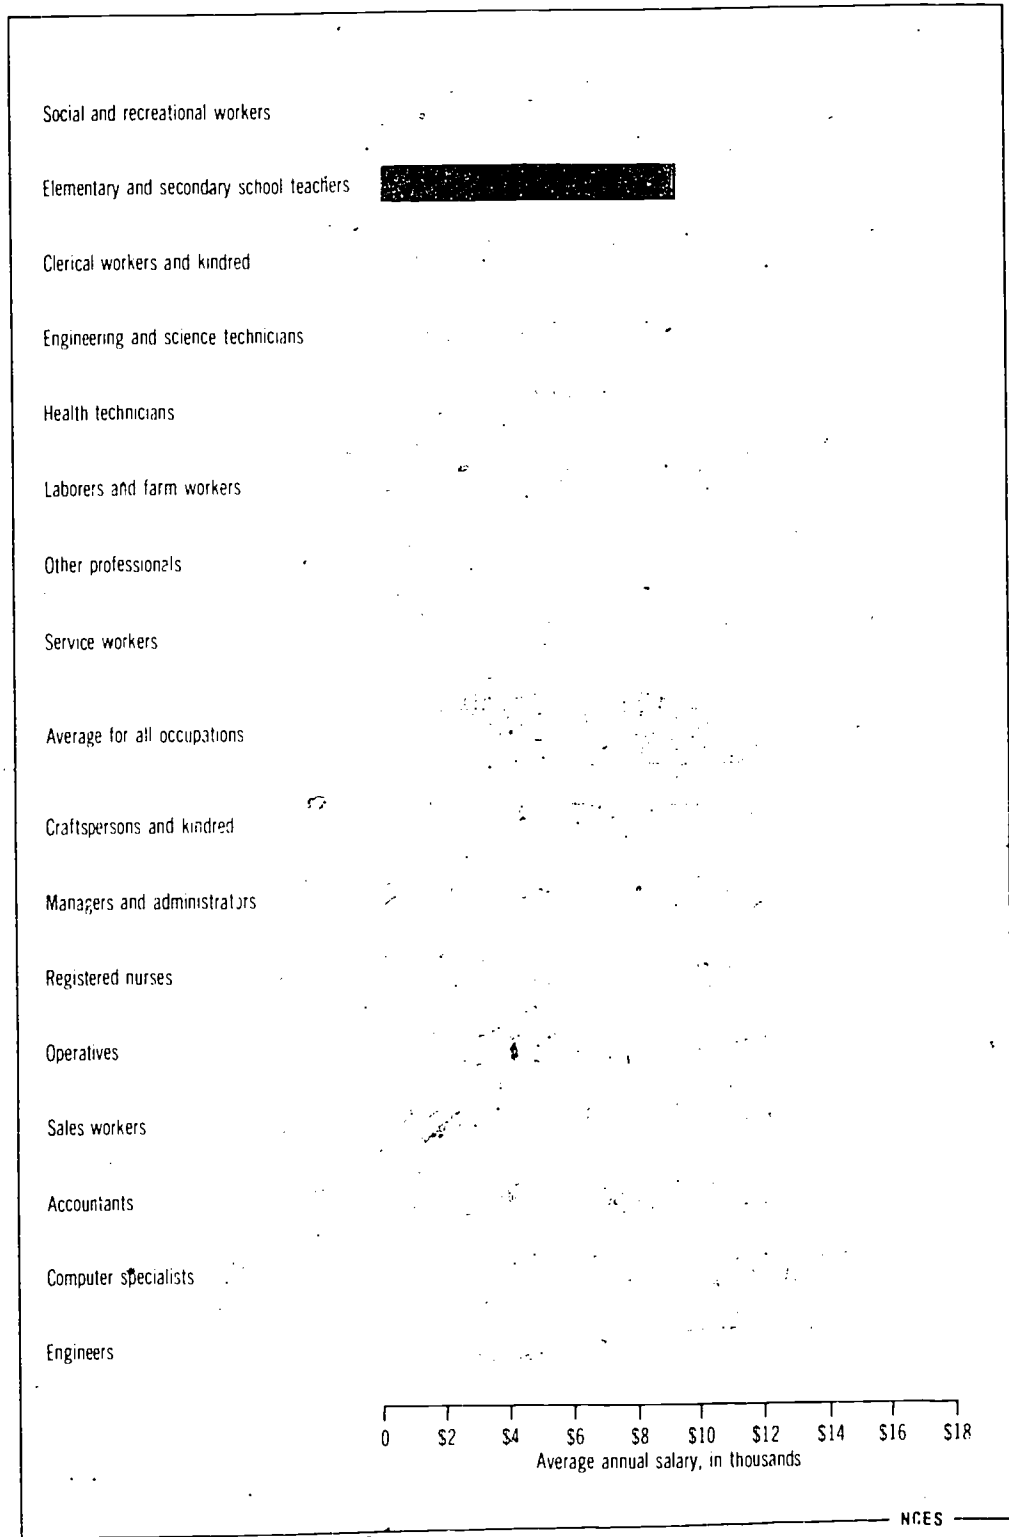 Social and recreational workers
Elementary and secondary school teachers
Clerical workers and kindred
Engineering and science technicians
Health technicians
Laborers and farm workers
Other professionals
Service workers
Average for all occupations
Craftspersons and kindred
Managers and administrators
Registered nurses
Operatives
Sales workers
Accountants
Computer specialists
Engineers
0 $2 $4 $6 $8 $10 $12 $14 $16 $18
Average annual salary, in thousands
NCES